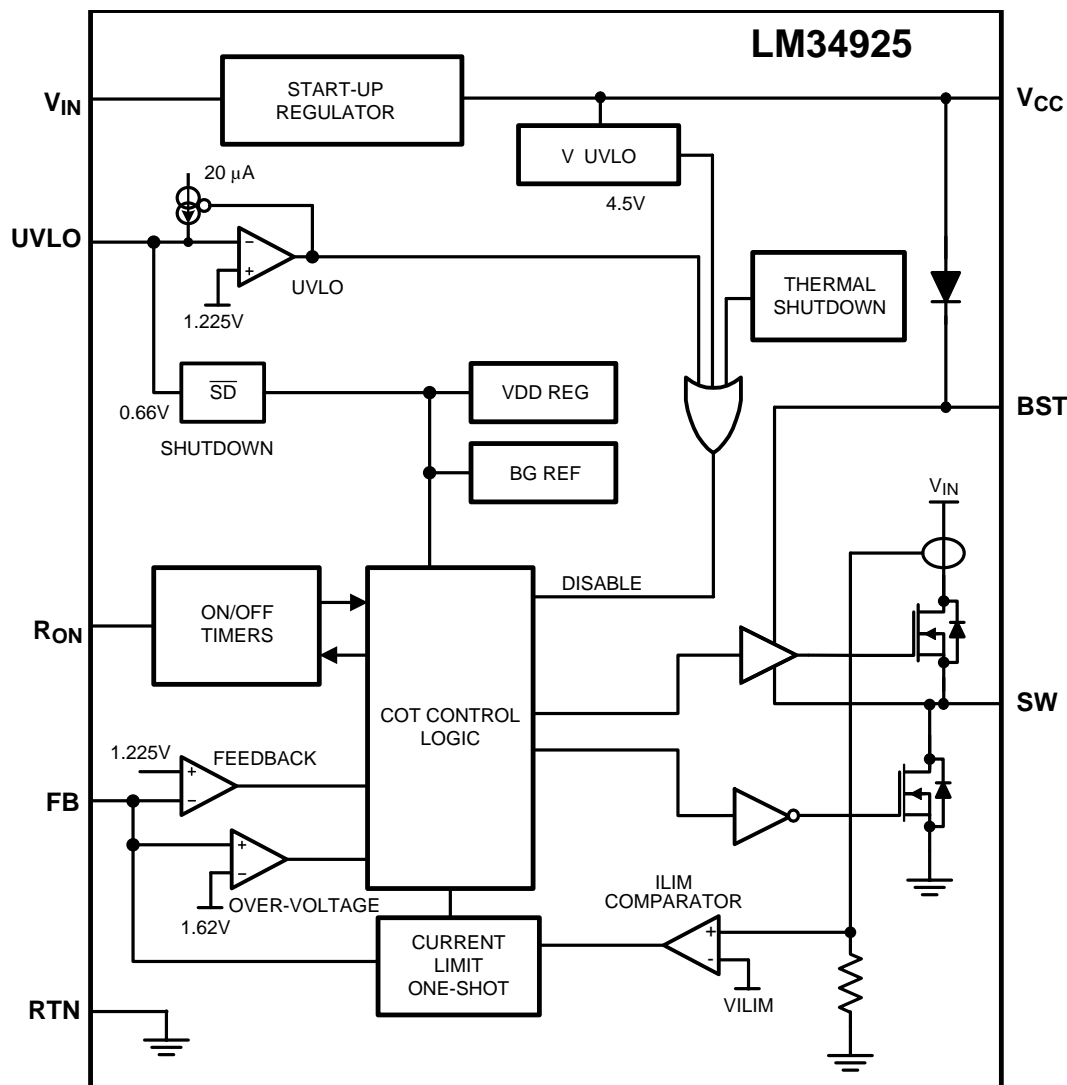 LM34925
VIN
START-UP
REGULATOR
VCC
V UVLO
4.5V
20 μA
UVLO
−
+
UVLO
1.225V
THERMAL
SHUTDOWN
SD
0.66V
SHUTDOWN
VDD REG
BST
BG REF
VIN
DISABLE
ON/OFF
TIMERS
RON
COT CONTROL
LOGIC
SW
1.225V
FEEDBACK
+
−
FB
+
−
1.62V
OVER-VOLTAGE
ILIM
COMPARATOR
+
-
VILIM
CURRENT
LIMIT
ONE-SHOT
RTN